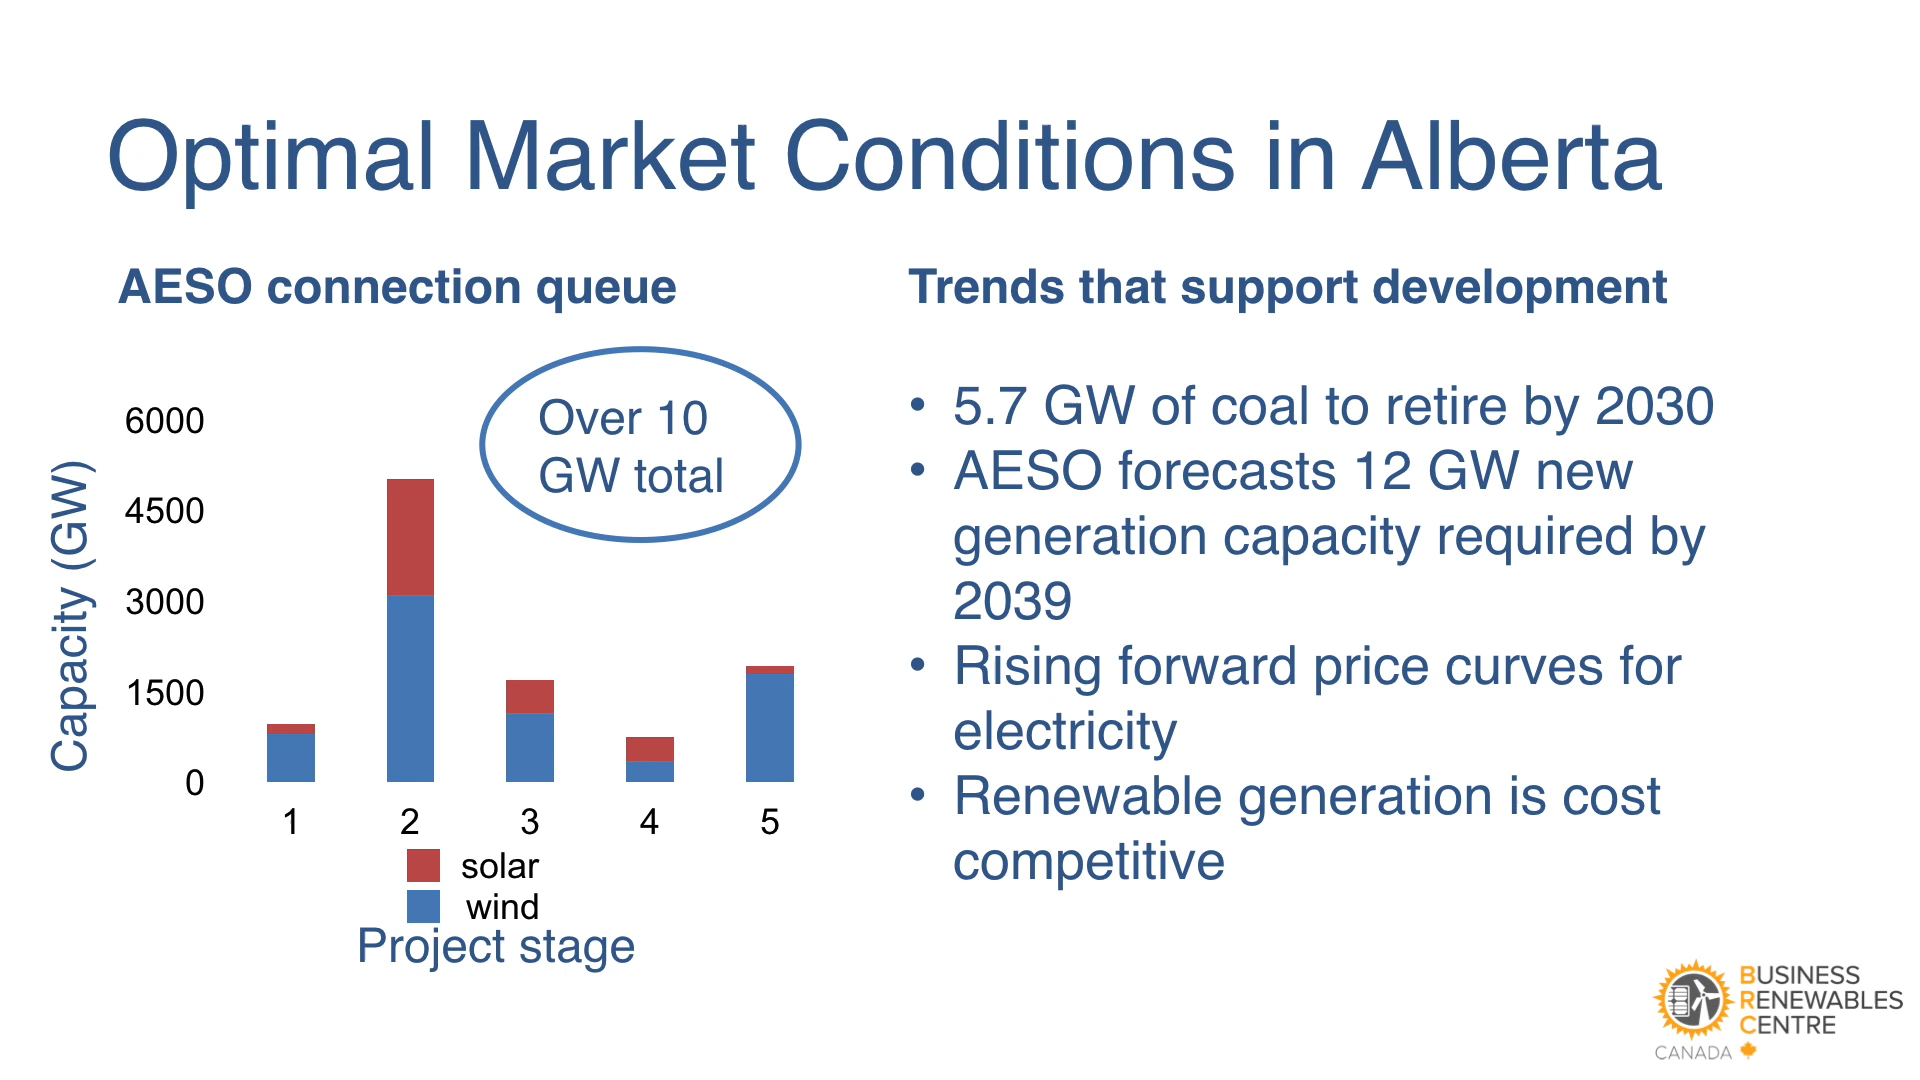 Optimal Market Conditions in Alberta
AESO connection queue
Over 10
GW total
Capacity (GW)
6000
4500
3000
1500
0
1 2 3 4 5
solar
wind
Project stage
Trends that support development
• 5.7 GW of coal to retire by 2030
• AESO forecasts 12 GW new
generation capacity required by
2039
• Rising forward price curves for
electricity
• Renewable generation is cost
competitive
BUSINESS
RENEWABLES
CENTRE
CANADA